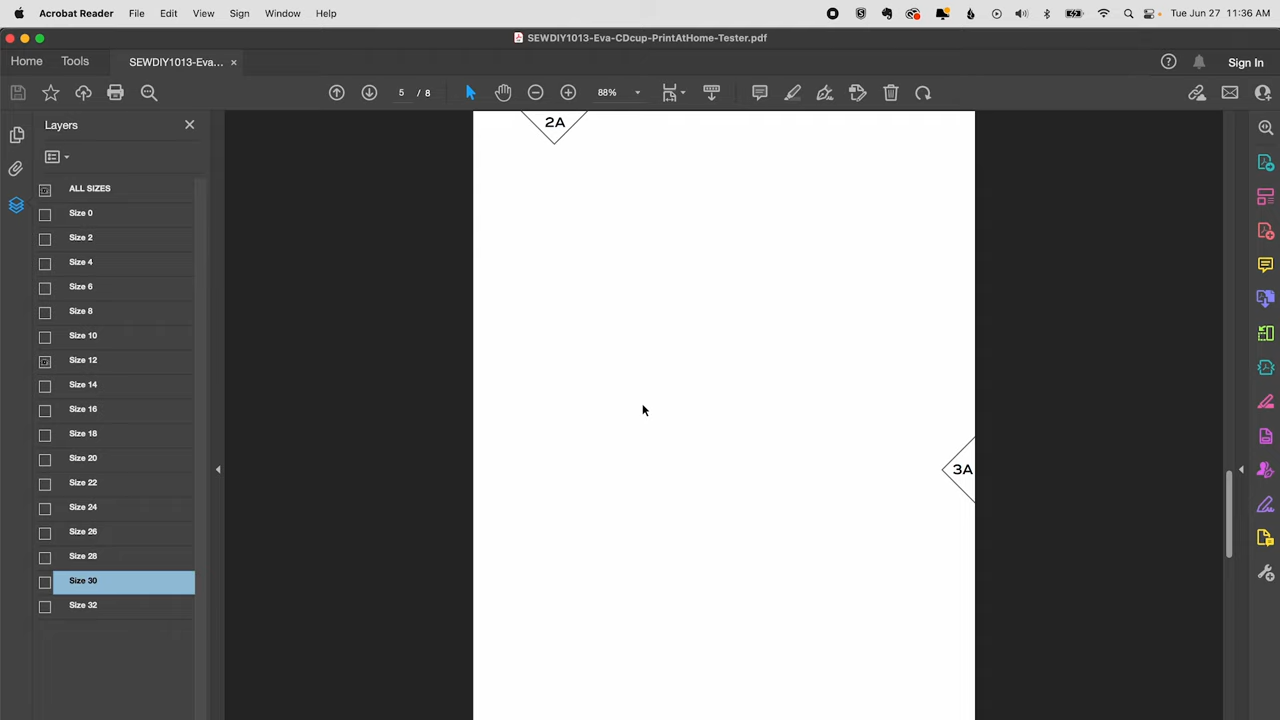 Acrobat Reader File Edit View Sign Window Help Tue Jun 27 11:36 AM
SEWDIY1013-Eva-CDcup-PrintAtHome-Tester.pdf
Home Tools SEWDIY1013-Eva... × Sign In
5 / 8 88%
Layers
ALL SIZES
Size 0
Size 2
Size 4
Size 6
Size 8
Size 10
Size 12
Size 14
Size 16
Size 18
Size 20
Size 22
Size 24
Size 26
Size 28
Size 30
Size 32
2A
3A